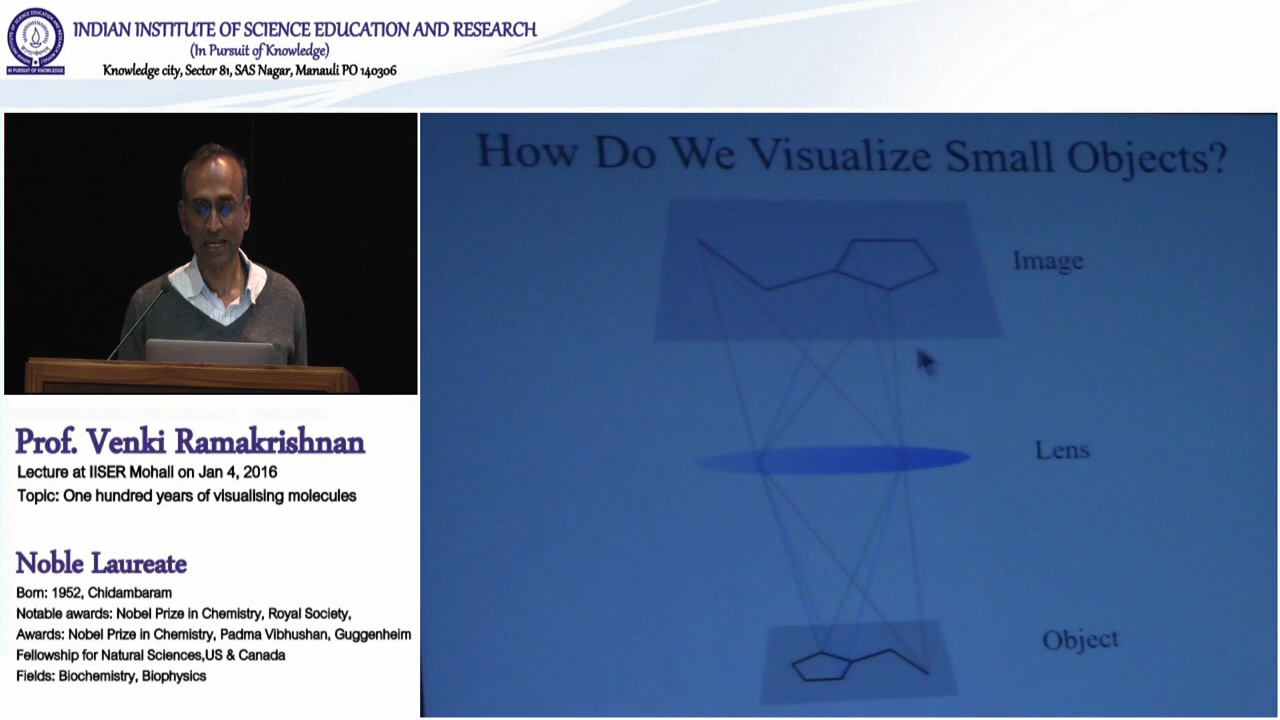 INDIAN INSTITUTE OF SCIENCE EDUCATION AND RESEARCH
(In Pursuit of Knowledge)
Knowledge city, Sector 81, SAS Nagar, Manauli PO 140306
IN PURSUIT OF KNOWLEDGE
How Do We Visualize Small Objects?
Image
Lens
Object
Prof. Venki Ramakrishnan
Lecture at IISER Mohali on Jan 4, 2016
Topic: One hundred years of visualising molecules
Noble Laureate
Born: 1952, Chidambaram
Notable awards: Nobel Prize in Chemistry, Royal Society,
Awards: Nobel Prize in Chemistry, Padma Vibhushan, Guggenheim
Fellowship for Natural Sciences,US & Canada
Fields: Biochemistry, Biophysics